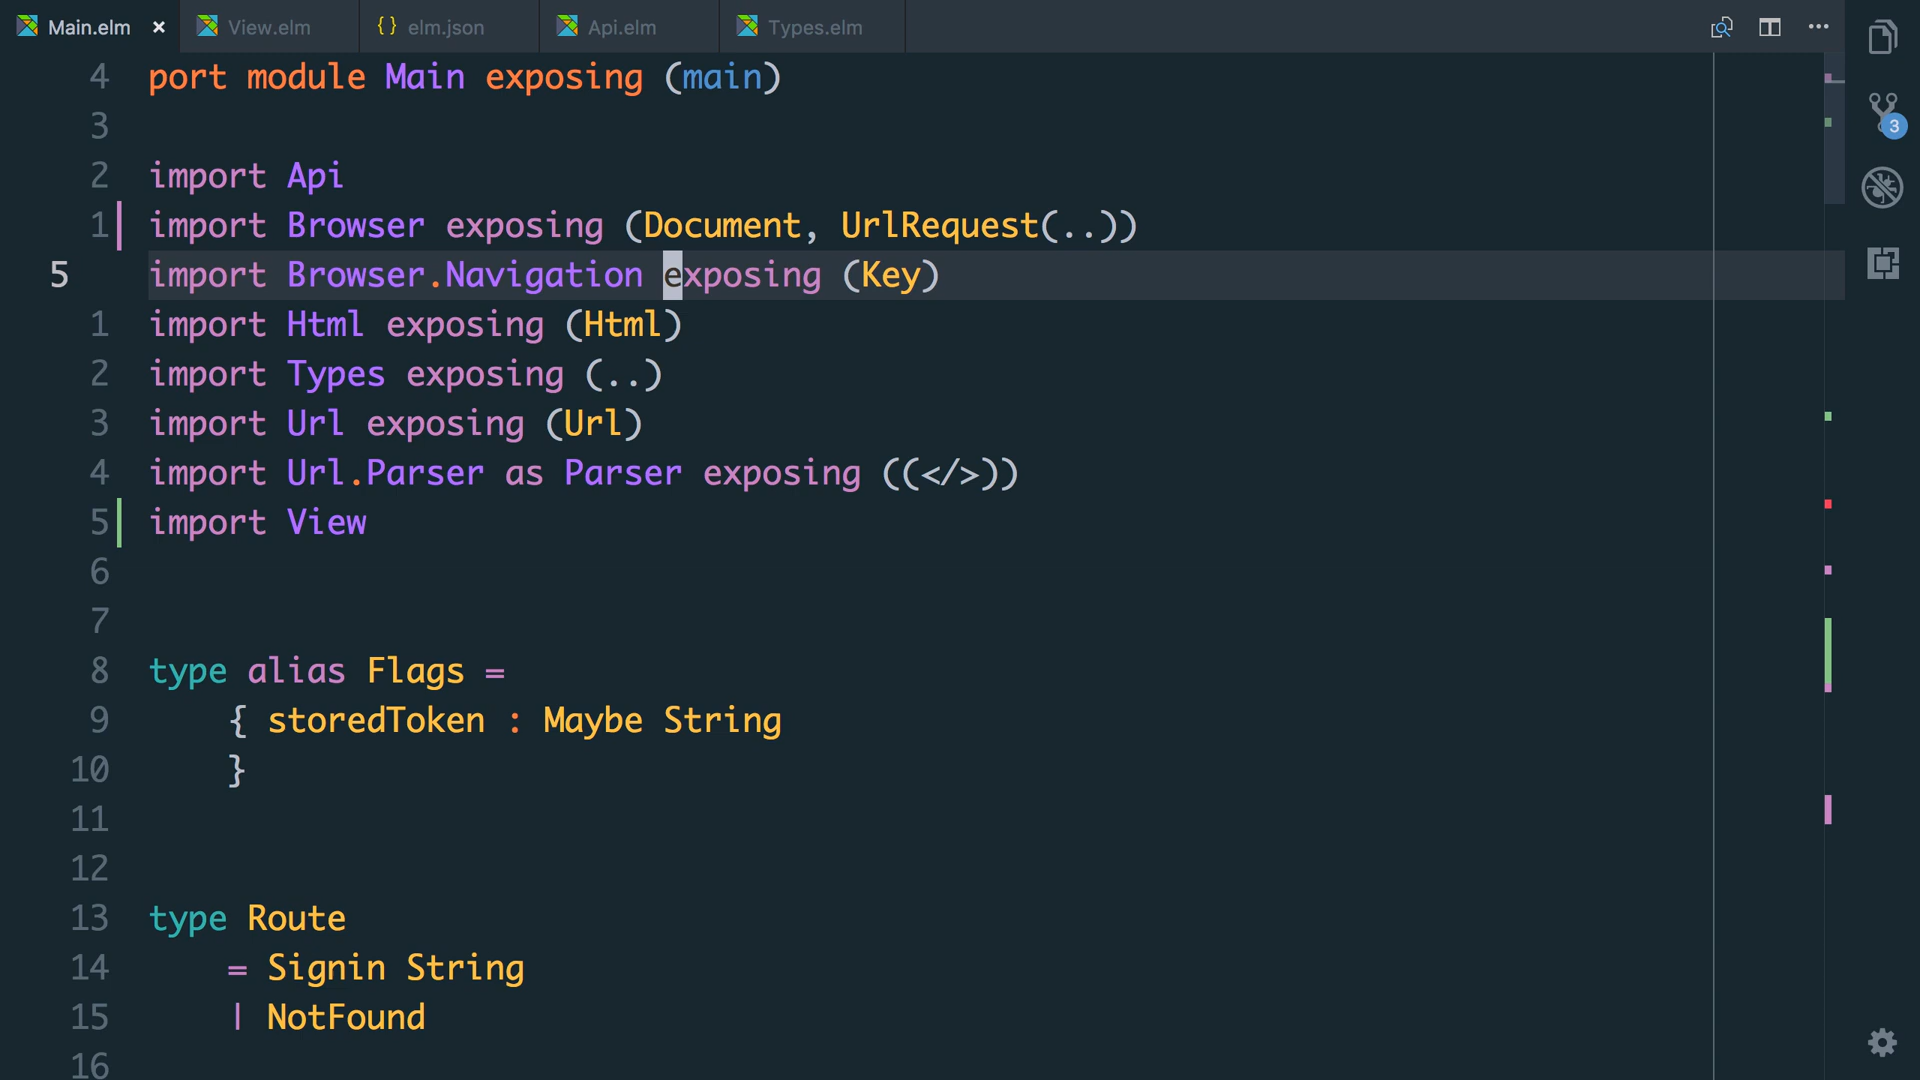 Main.elm × View.elm {} elm.json Api.elm Types.elm
4 port module Main exposing (main)
3
2 import Api
1 import Browser exposing (Document, UrlRequest(..))
5 import Browser.Navigation exposing (Key)
1 import Html exposing (Html)
2 import Types exposing (..)
3 import Url exposing (Url)
4 import Url.Parser as Parser exposing ((</>))
5 import View
6
7
8 type alias Flags =
9 { storedToken : Maybe String
10 }
11
12
13 type Route
14 = Signin String
15 | NotFound
16
3